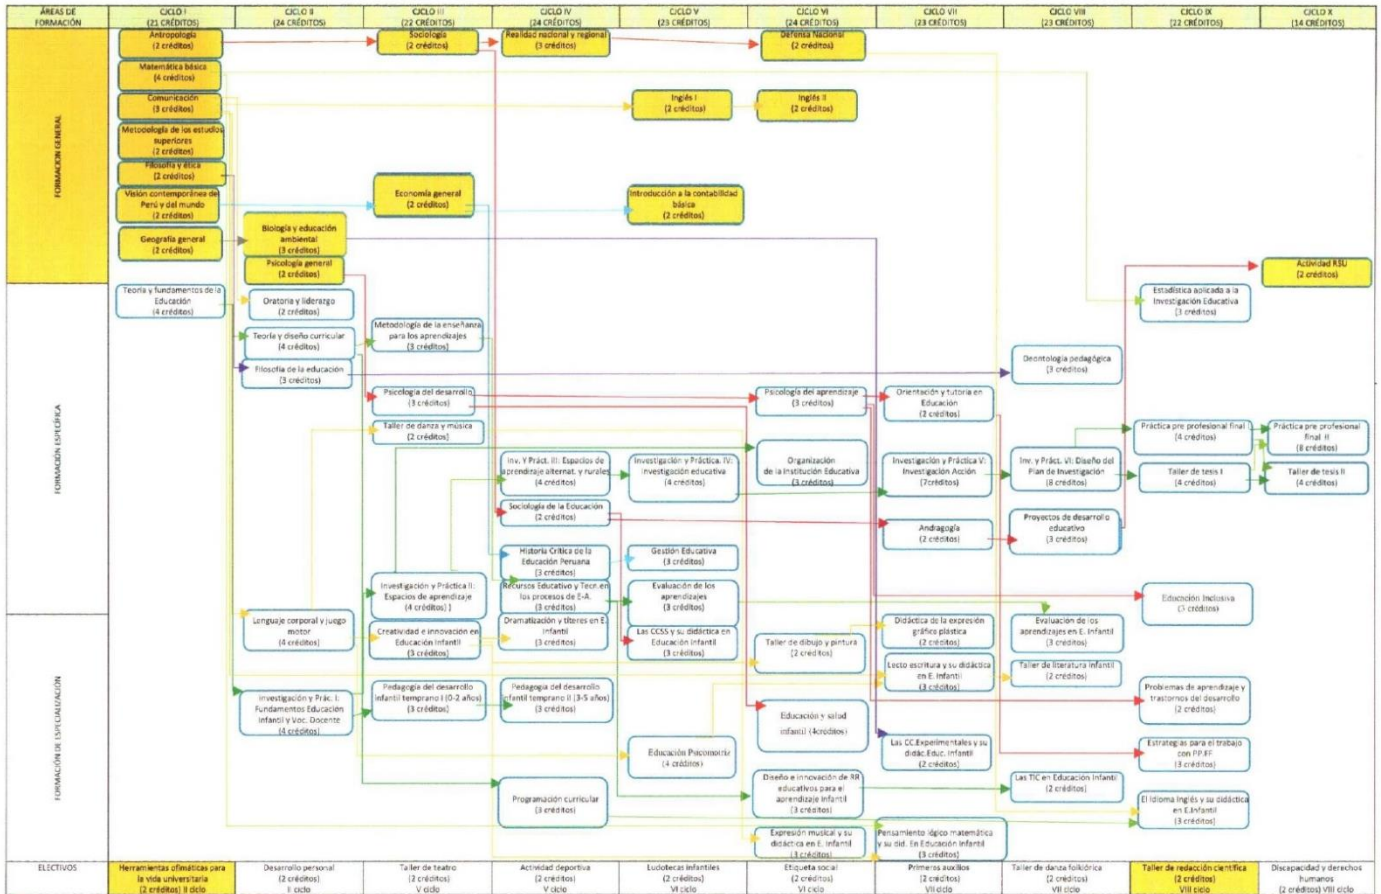 ÁREAS DE
FORMACIÓN
CICLO I
(21 CRÉDITOS)
CICLO II
(24 CRÉDITOS)
CICLO III
(22 CRÉDITOS)
CICLO IV
(24 CRÉDITOS)
CICLO V
(23 CRÉDITOS)
CICLO VI
(24 CRÉDITOS)
CICLO VII
(23 CRÉDITOS)
CICLO VIII
(23 CRÉDITOS)
CICLO IX
(22 CRÉDITOS)
CICLO X
(14 CRÉDITOS)
FORMACION GENERAL
Antropología
(2 créditos)
Sociología
(2 créditos)
Realidad nacional y regional
(3 créditos)
Defensa Nacional
(2 créditos)
Matemática básica
(4 créditos)
Comunicación
(3 créditos)
Inglés I
(2 créditos)
Inglés II
(2 créditos)
Metodología de los estudios
superiores
(2 créditos)
Filosofía y ética
(2 créditos)
Visión contemporánea del
Perú y del mundo
(2 créditos)
Economía general
(2 créditos)
Introducción a la contabilidad
básica
(2 créditos)
Geografía general
(2 créditos)
Biología y educación
ambiental
(3 créditos)
Psicología general
(2 créditos)
Actividad RSU
(2 créditos)
FORMACIÓN ESPECÍFICA
Teoría y fundamentos de la
Educación
(4 créditos)
Oratoria y liderazgo
(2 créditos)
Estadística aplicada a la
Investigación Educativa
(3 créditos)
Teoría y diseño curricular
(4 créditos)
Metodología de la enseñanza
para los aprendizajes
(3 créditos)
Filosofía de la educación
(3 créditos)
Deontología pedagógica
(3 créditos)
Psicología del desarrollo
(3 créditos)
Psicología del aprendizaje
(3 créditos)
Orientación y tutoría en
Educación
(2 créditos)
Taller de danza y música
(2 créditos)
Práctica pre profesional final
(4 créditos)
Práctica pre profesional
final II
(8 créditos)
Inv. Y Práct. III: Espacios de
aprendizaje alternat. y rurales
(4 créditos)
Investigación y Práctica. IV:
Investigación educativa
(4 créditos)
Organización
de la Institución Educativa
(3 créditos)
Investigación y Práctica V:
Investigación Acción
(7créditos)
Inv. y Práct. VI: Diseño del
Plan de Investigación
(8 créditos)
Taller de tesis I
(4 créditos)
Taller de tesis II
(4 créditos)
Sociología de la Educación
(2 créditos)
Andragogía
(2 créditos)
Proyectos de desarrollo
educativo
(3 créditos)
Historia Crítica de la
Educación Peruana
(3 créditos)
Gestión Educativa
(3 créditos)
Investigación y Práctica II:
Espacios de aprendizaje
(4 créditos) )
Recursos Educativo y Tecn.en
los procesos de E-A.
(3 créditos)
Evaluación de los
aprendizajes
(3 créditos)
Educación Inclusiva
(3 créditos)
FORMACIÓN DE ESPECIALIZACIÓN
Lenguaje corporal y juego
motor
(4 créditos)
Creatividad e innovación en
Educación Infantil
(3 créditos)
Dramatización y títeres en E.
Infantil
(3 créditos)
Las CCSS y su didáctica en
Educación Infantil
(3 créditos)
Taller de dibujo y pintura
(2 créditos)
Didáctica de la expresión
gráfico plástica
(2 créditos)
Evaluación de los
aprendizajes en E. Infantil
(3 créditos)
Lecto escritura y su didáctica
en E. Infantil
(3 créditos)
Taller de literatura infantil
(2 créditos)
Investigación y Prác. I:
Fundamentos Educación
Infantil y Voc. Docente
(4 créditos)
Pedagogía del desarrollo
infantil temprano I (0-2 años)
(3 créditos)
Pedagogía del desarrollo
infantil temprano II (3-5 años)
(3 créditos)
Problemas de aprendizaje y
trastornos del desarrollo
(2 créditos)
Educación y salud
infantil (4créditos)
Educación Psicomotriz
(4 créditos)
Las CC.Experimentales y su
didác.Educ. Infantil
(2 créditos)
Estrategias para el trabajo
con PP.FF
(3 créditos)
Programación curricular
(3 créditos)
Diseño e innovación de RR
educativos para el
aprendizaje Infantil
(3 créditos)
Las TIC en Educación Infantil
(2 créditos)
El Idioma Inglés y su didáctica
en E.Infantil
(3 créditos)
Expresión musical y su
didáctica en E. Infantil
(3 créditos)
Pensamiento lógico matemática
y su did. En Educación Infantil
(3 créditos)
ELECTIVOS
Herramientas ofimáticas para
la vida universitaria
(2 créditos) II ciclo
Desarrollo personal
(2 créditos)
II ciclo
Taller de teatro
(2 créditos)
V ciclo
Actividad deportiva
(2 créditos)
V ciclo
Ludotecas infantiles
(2 créditos)
VI ciclo
Etiqueta social
(2 créditos)
VI ciclo
Primeros auxilios
(2 créditos)
VII ciclo
Taller de danza folklórica
(2 créditos)
VII ciclo
Taller de redacción científica
(2 créditos)
VIII ciclo
Discapacidad y derechos
humanos
(2 créditos) VIII ciclo